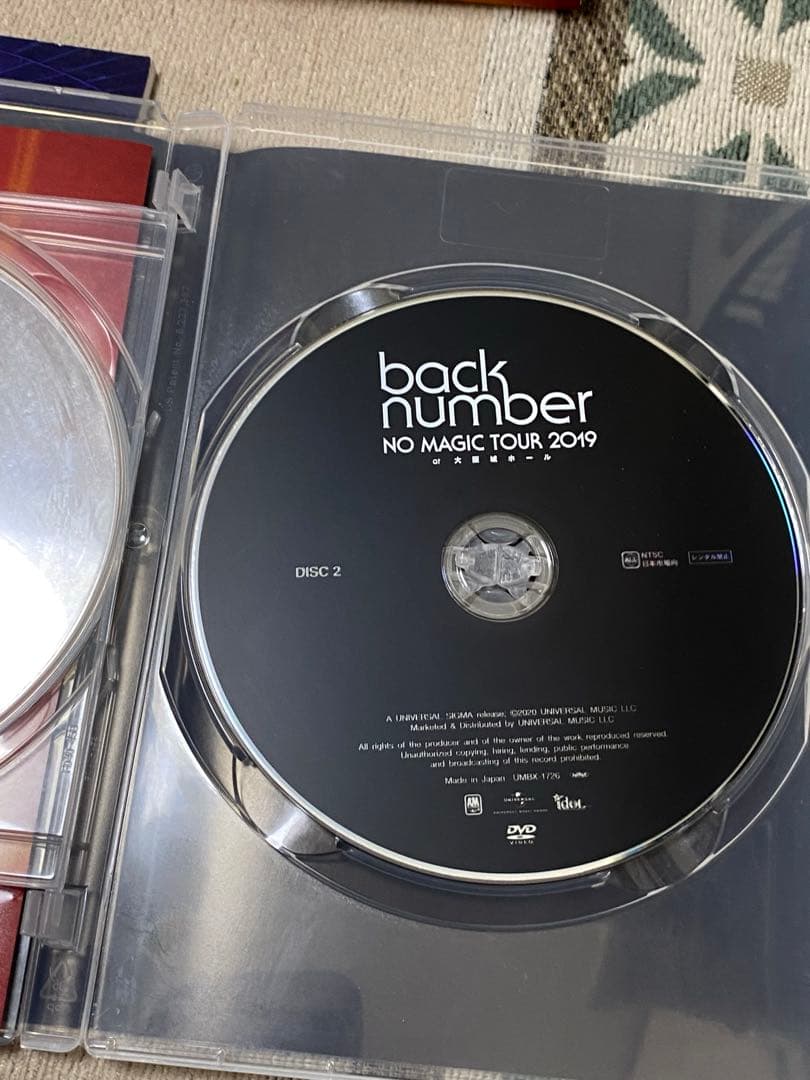 back
number
NO MAGIC TOUR 2019
at 大阪城ホール
DISC 2
NTSC
日本市場向
レンタル禁止
A UNIVERSAL SIGMA release; ©2020 UNIVERSAL MUSIC LLC
Marketed & Distributed by UNIVERSAL MUSIC LLC
All rights of the producer and of the owner of the work reproduced reserved.
Unauthorized copying, hiring, lending, public performance
and broadcasting of this record prohibited.
Made in Japan UMBX-1726
UNIVERSAL
idol
DVD
VIDEO